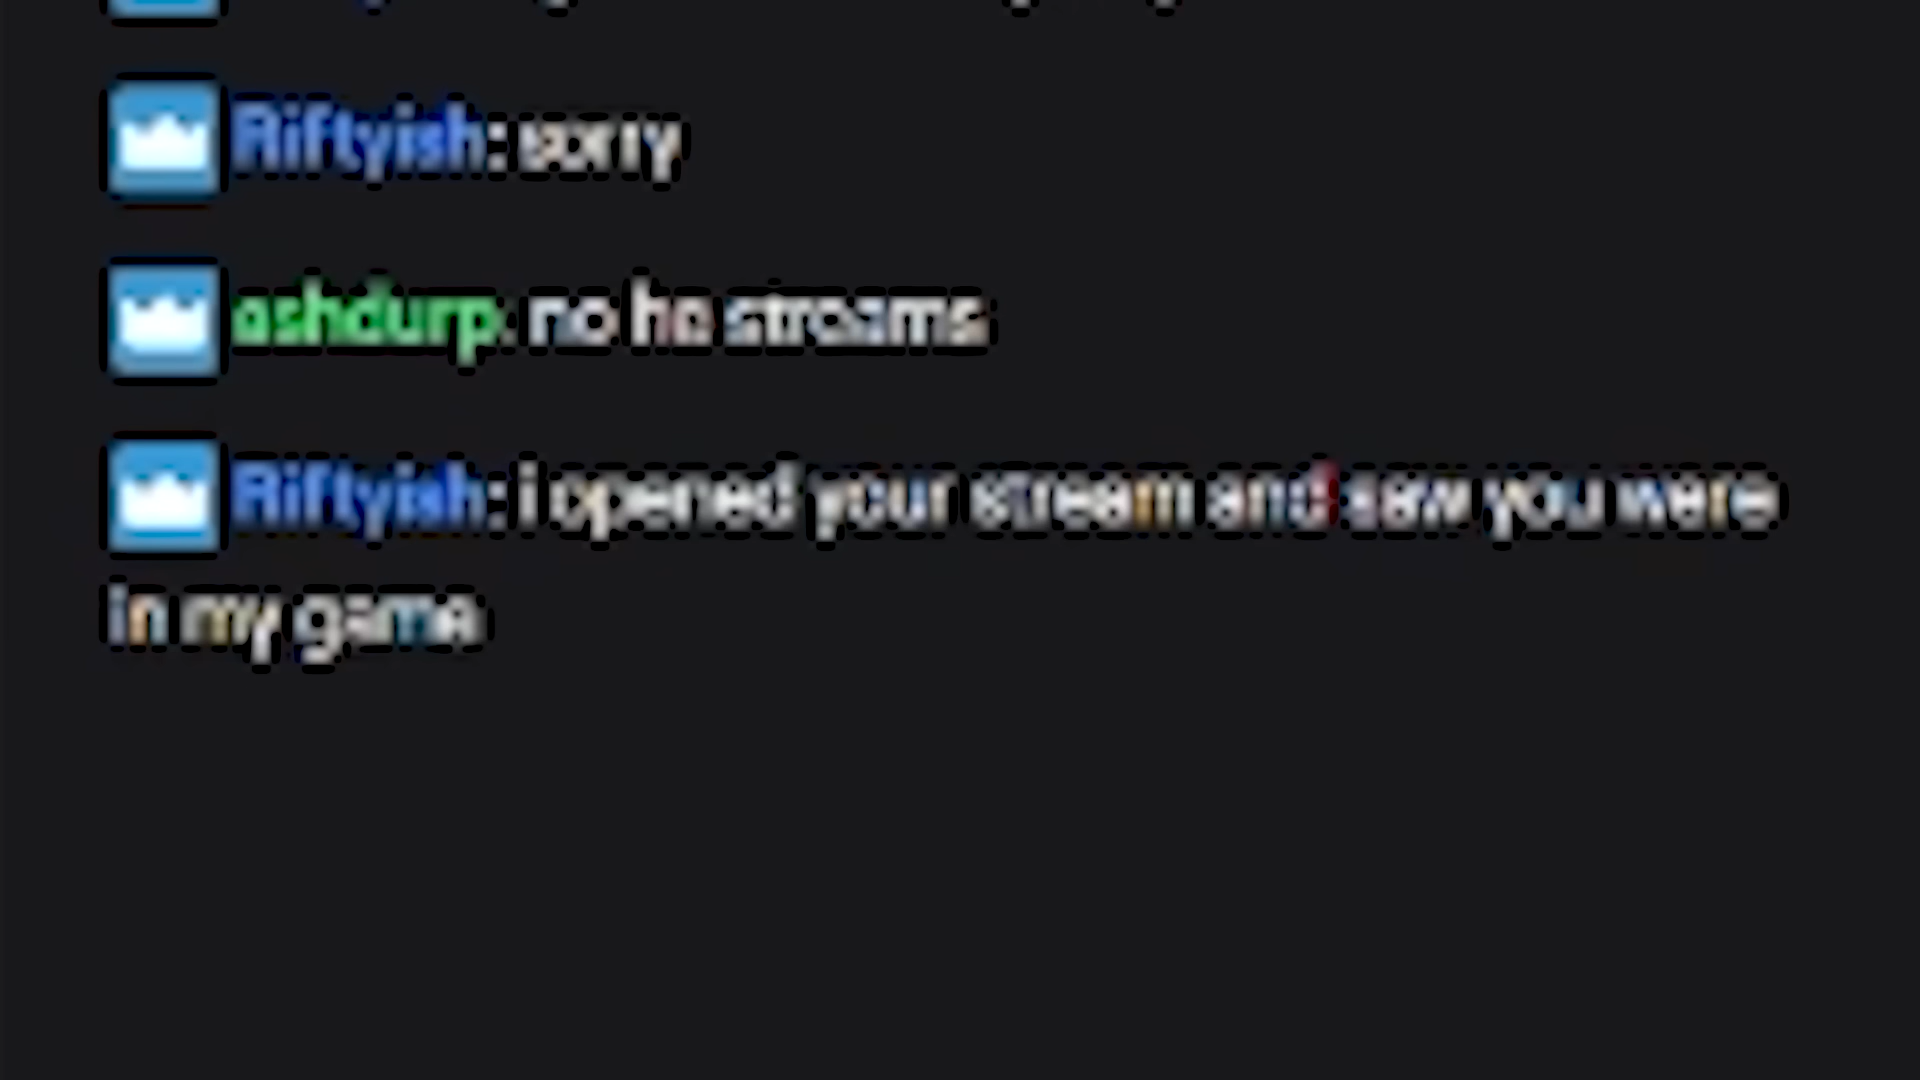 Riftyish: sorry
ashdurp: no he streams
Riftyish: i opened your stream and saw you were
in my game